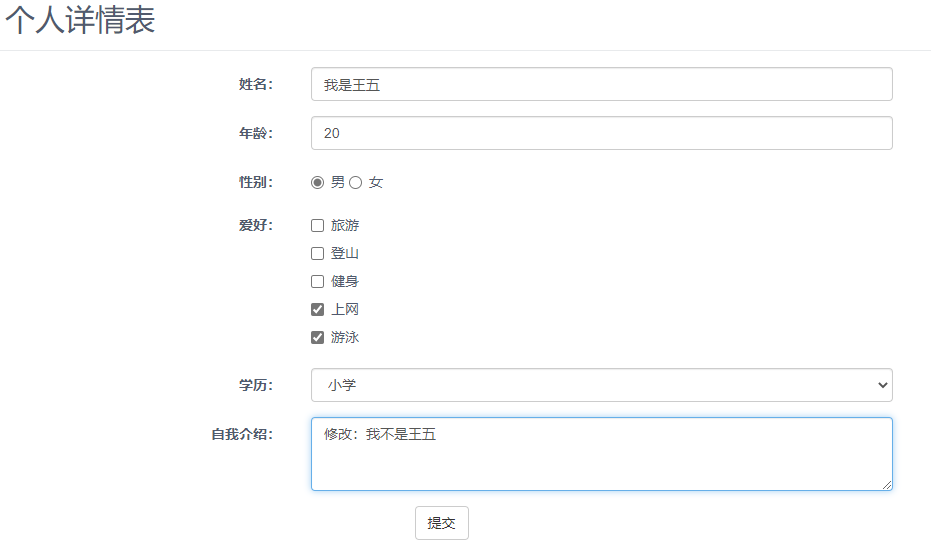 个人详情表
姓名： 我是王五
年龄： 20
性别： 男 女
爱好： 旅游
登山
健身
上网
游泳
学历： 小学
自我介绍： 修改：我不是王五
提交